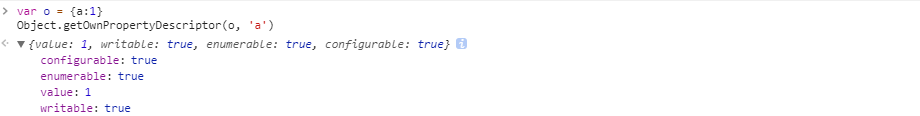 > var o = {a:1}
Object.getOwnPropertyDescriptor(o, 'a')
{value: 1, writable: true, enumerable: true, configurable: true} i
configurable: true
enumerable: true
value: 1
writable: true